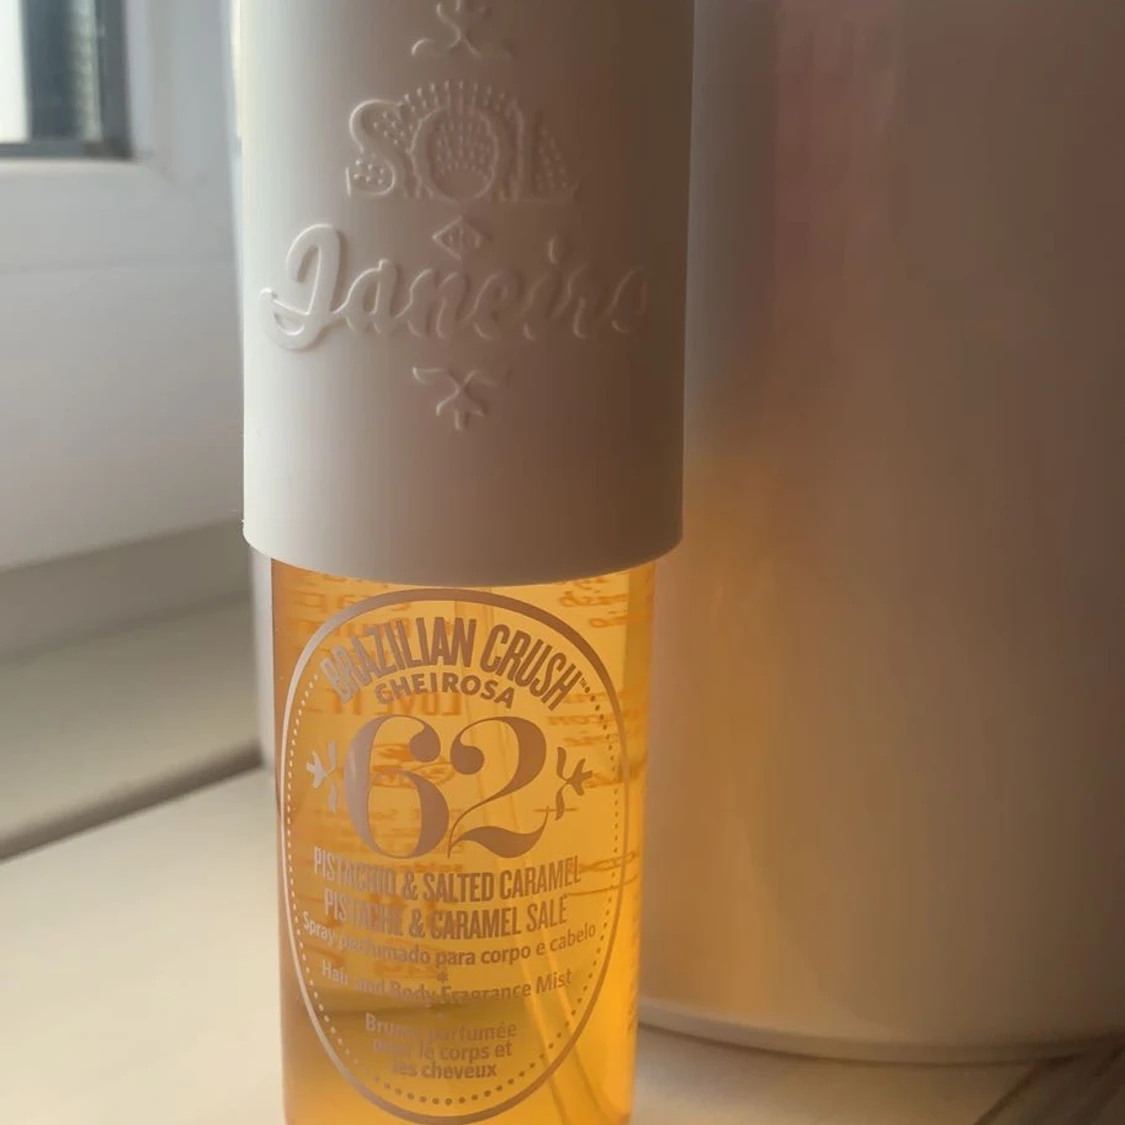 SOL
de
Janeiro
BRAZILIAN CRUSH™
CHEIROSA
62
PISTACHIO & SALTED CARAMEL
PISTACHE & CARAMEL SALÉ
Spray perfumado para corpo e cabelo
Hair and Body Fragrance Mist
Brume parfumée
pour le corps et
les cheveux